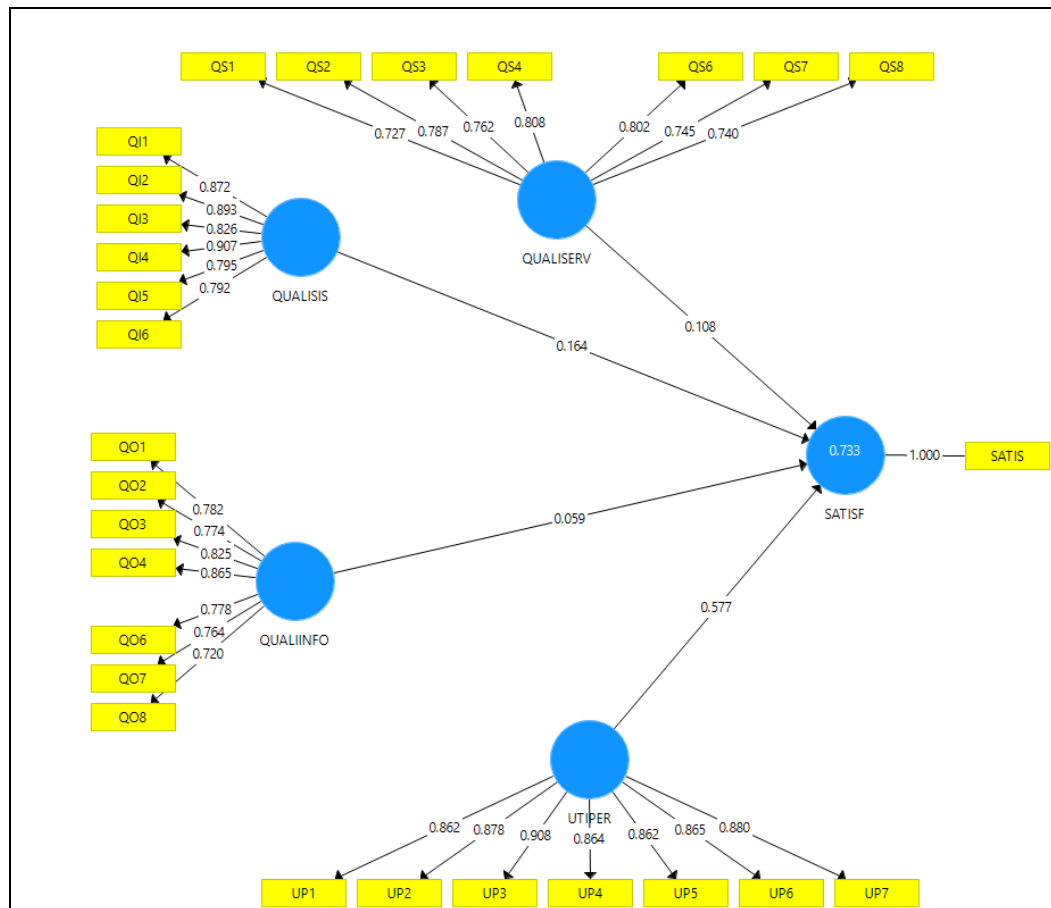 QS1 QS2 QS3 QS4 QS6 QS7 QS8
0.727 0.787 0.762 0.808 0.802 0.745 0.740
QUALISERV
QI1
QI2
QI3
QI4
QI5
QI6
0.872
0.893
0.826
0.907
0.795
0.792
QUALISIS
0.164
0.108
QO1
QO2
QO3
QO4
QO6
QO7
QO8
0.782
0.774
0.825
0.865
0.778
0.764
0.720
QUALIINFO
0.059
0.733
SATISF
1.000
SATIS
0.577
UTIPER
0.862 0.878 0.908 0.864 0.862 0.865 0.880
UP1 UP2 UP3 UP4 UP5 UP6 UP7